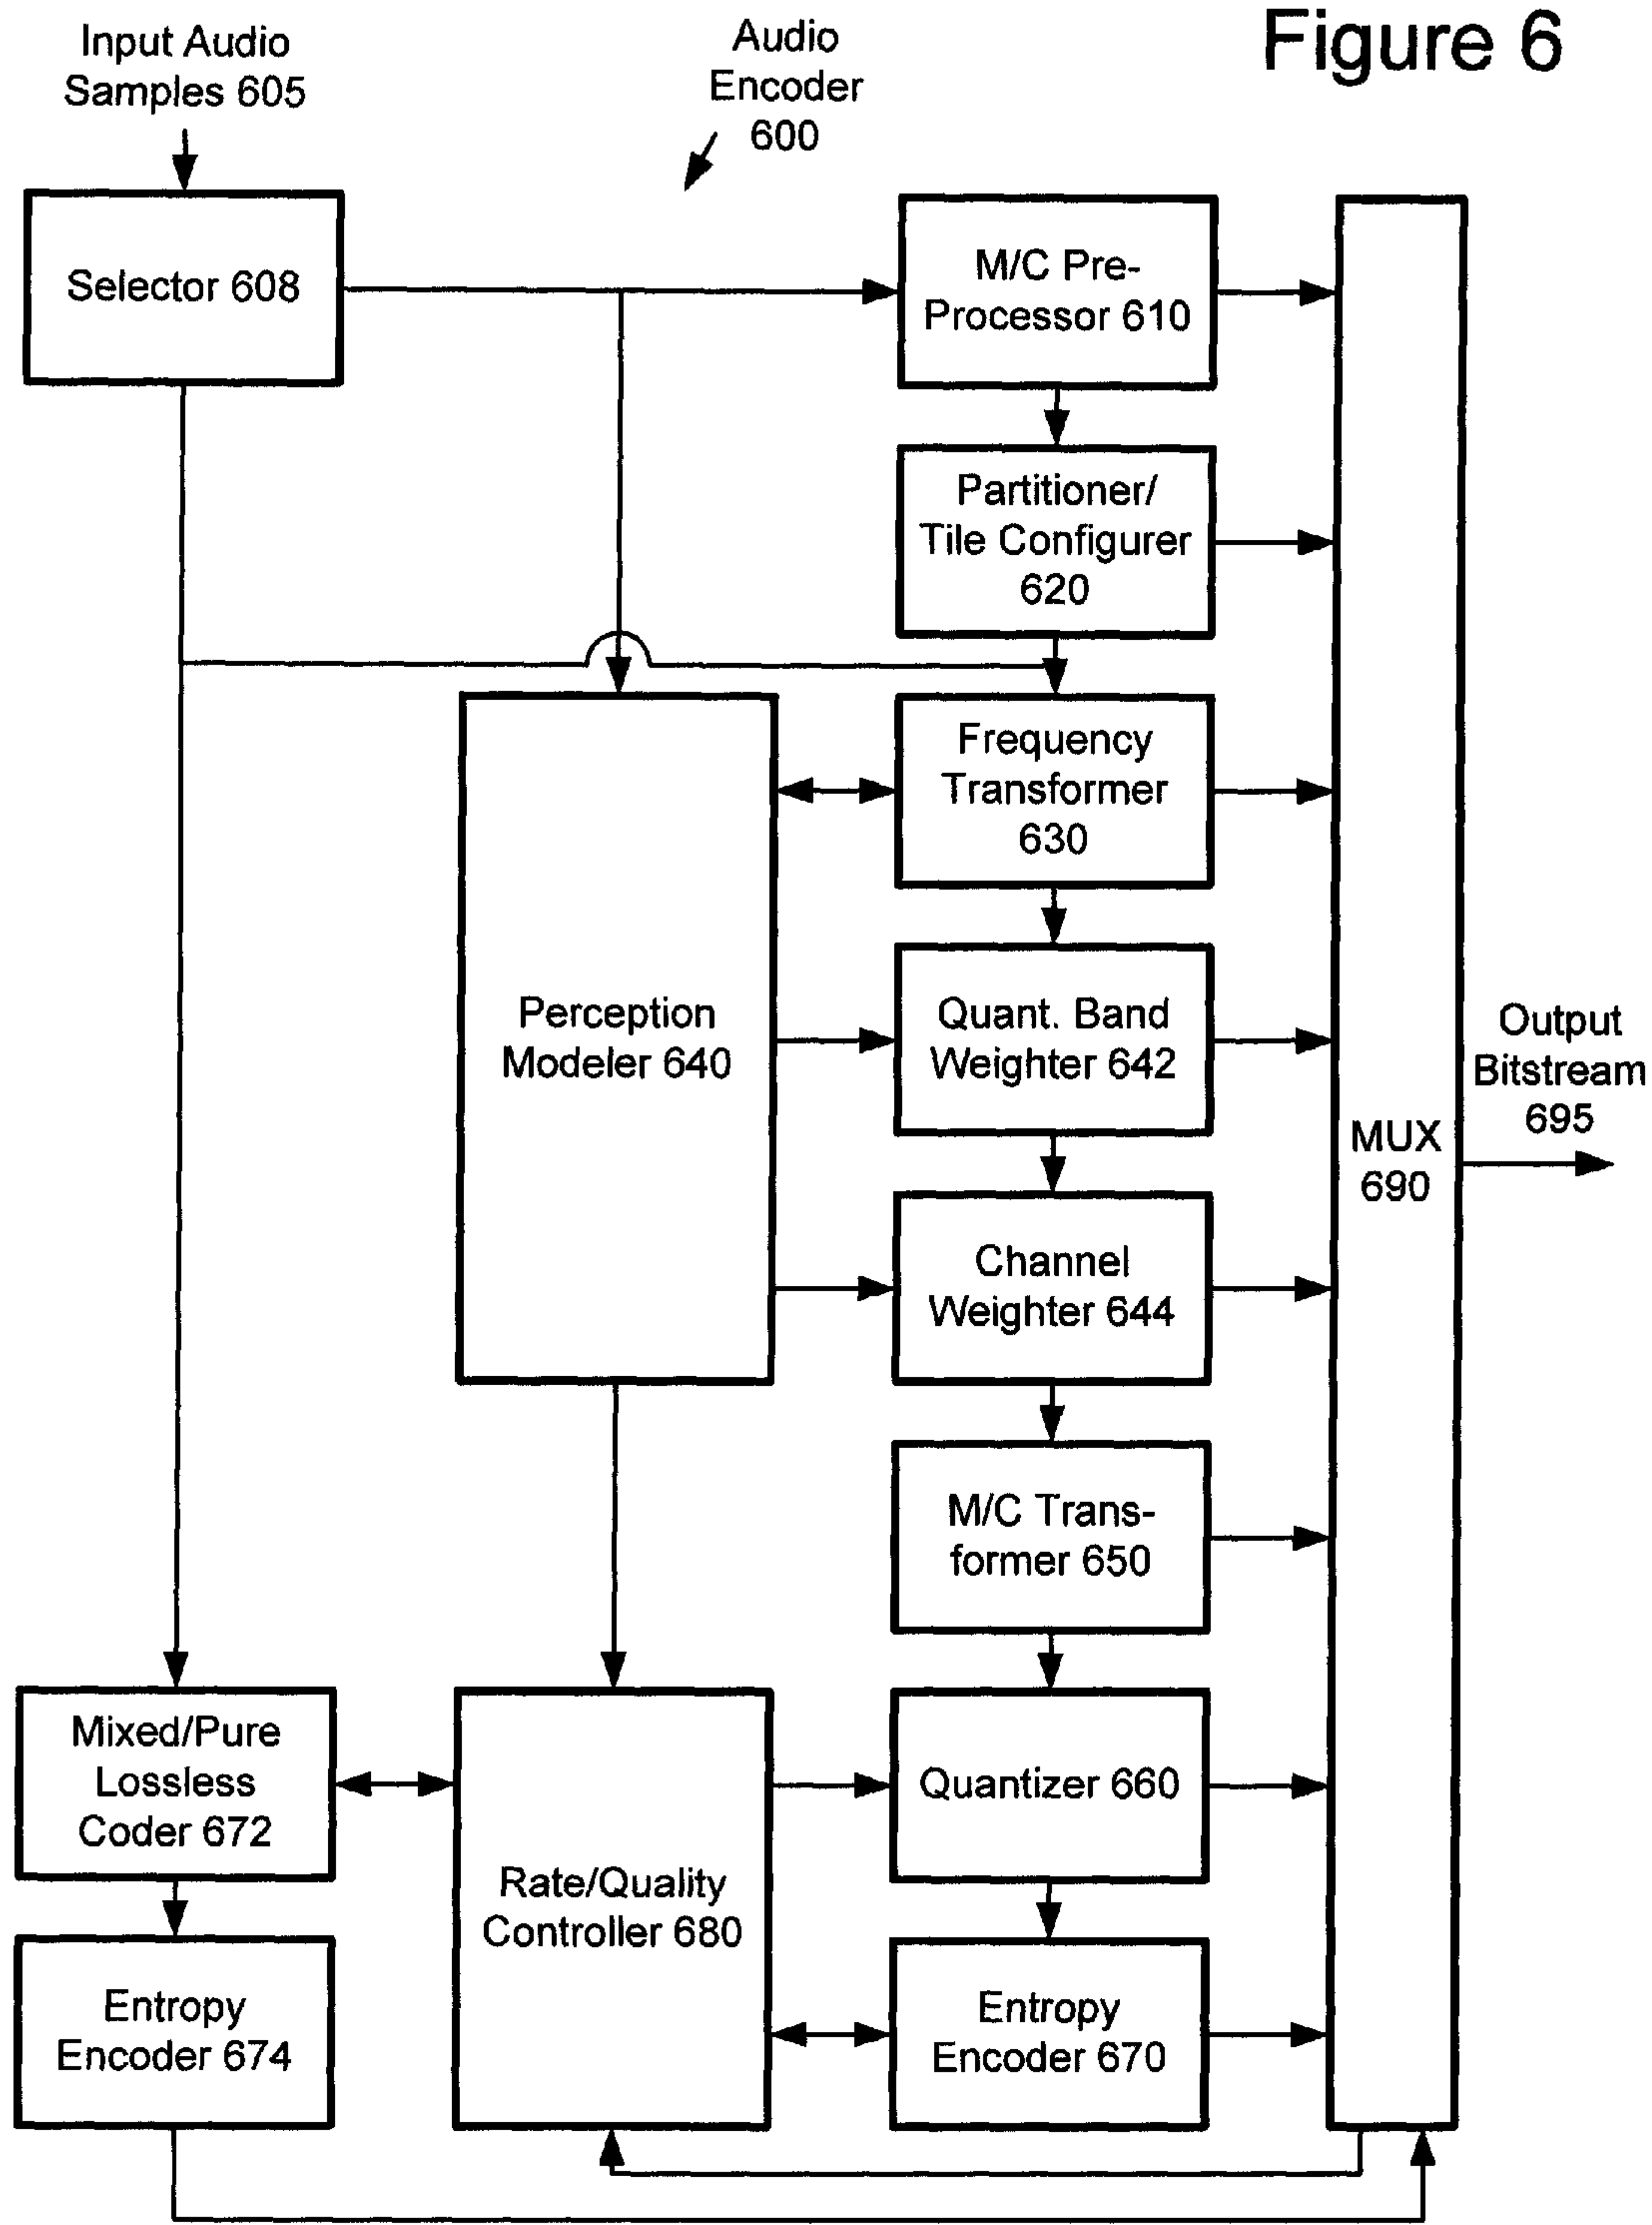 Figure 6
Input Audio
Samples 605
Audio
Encoder
600
Selector 608
M/C Pre-
Processor 610
Partitioner/
Tile Configurer
620
Frequency
Transformer
630
Perception
Modeler 640
Quant. Band
Weighter 642
Channel
Weighter 644
M/C Trans-
former 650
Output
Bitstream
695
MUX
690
Mixed/Pure
Lossless
Coder 672
Quantizer 660
Rate/Quality
Controller 680
Entropy
Encoder 674
Entropy
Encoder 670